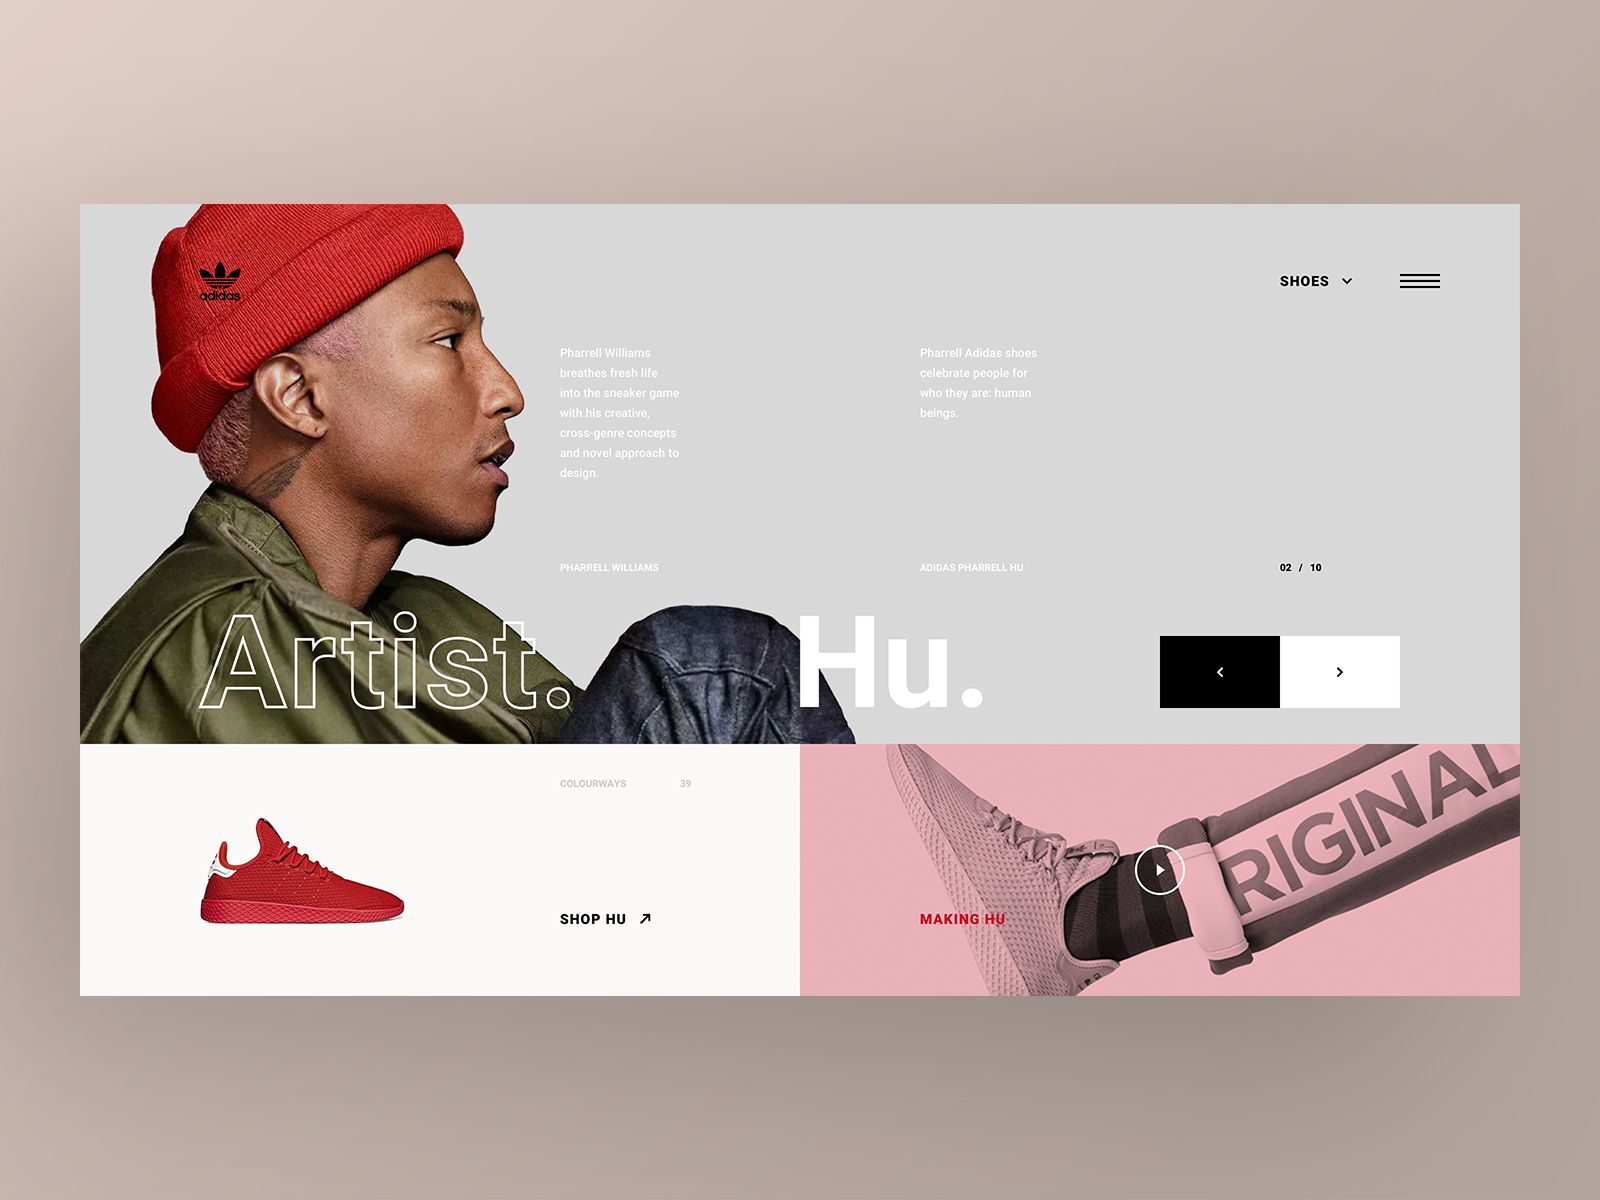 adidas
SHOES
Pharrell Williams
breathes fresh life
into the sneaker game
with his creative,
cross-genre concepts
and novel approach to
design.
Pharrell Adidas shoes
celebrate people for
who they are: human
beings.
PHARRELL WILLIAMS
ADIDAS PHARRELL HU
02 / 10
Artist.
Hu.
COLOURWAYS 39
SHOP HU
MAKING HU
RIGINAL